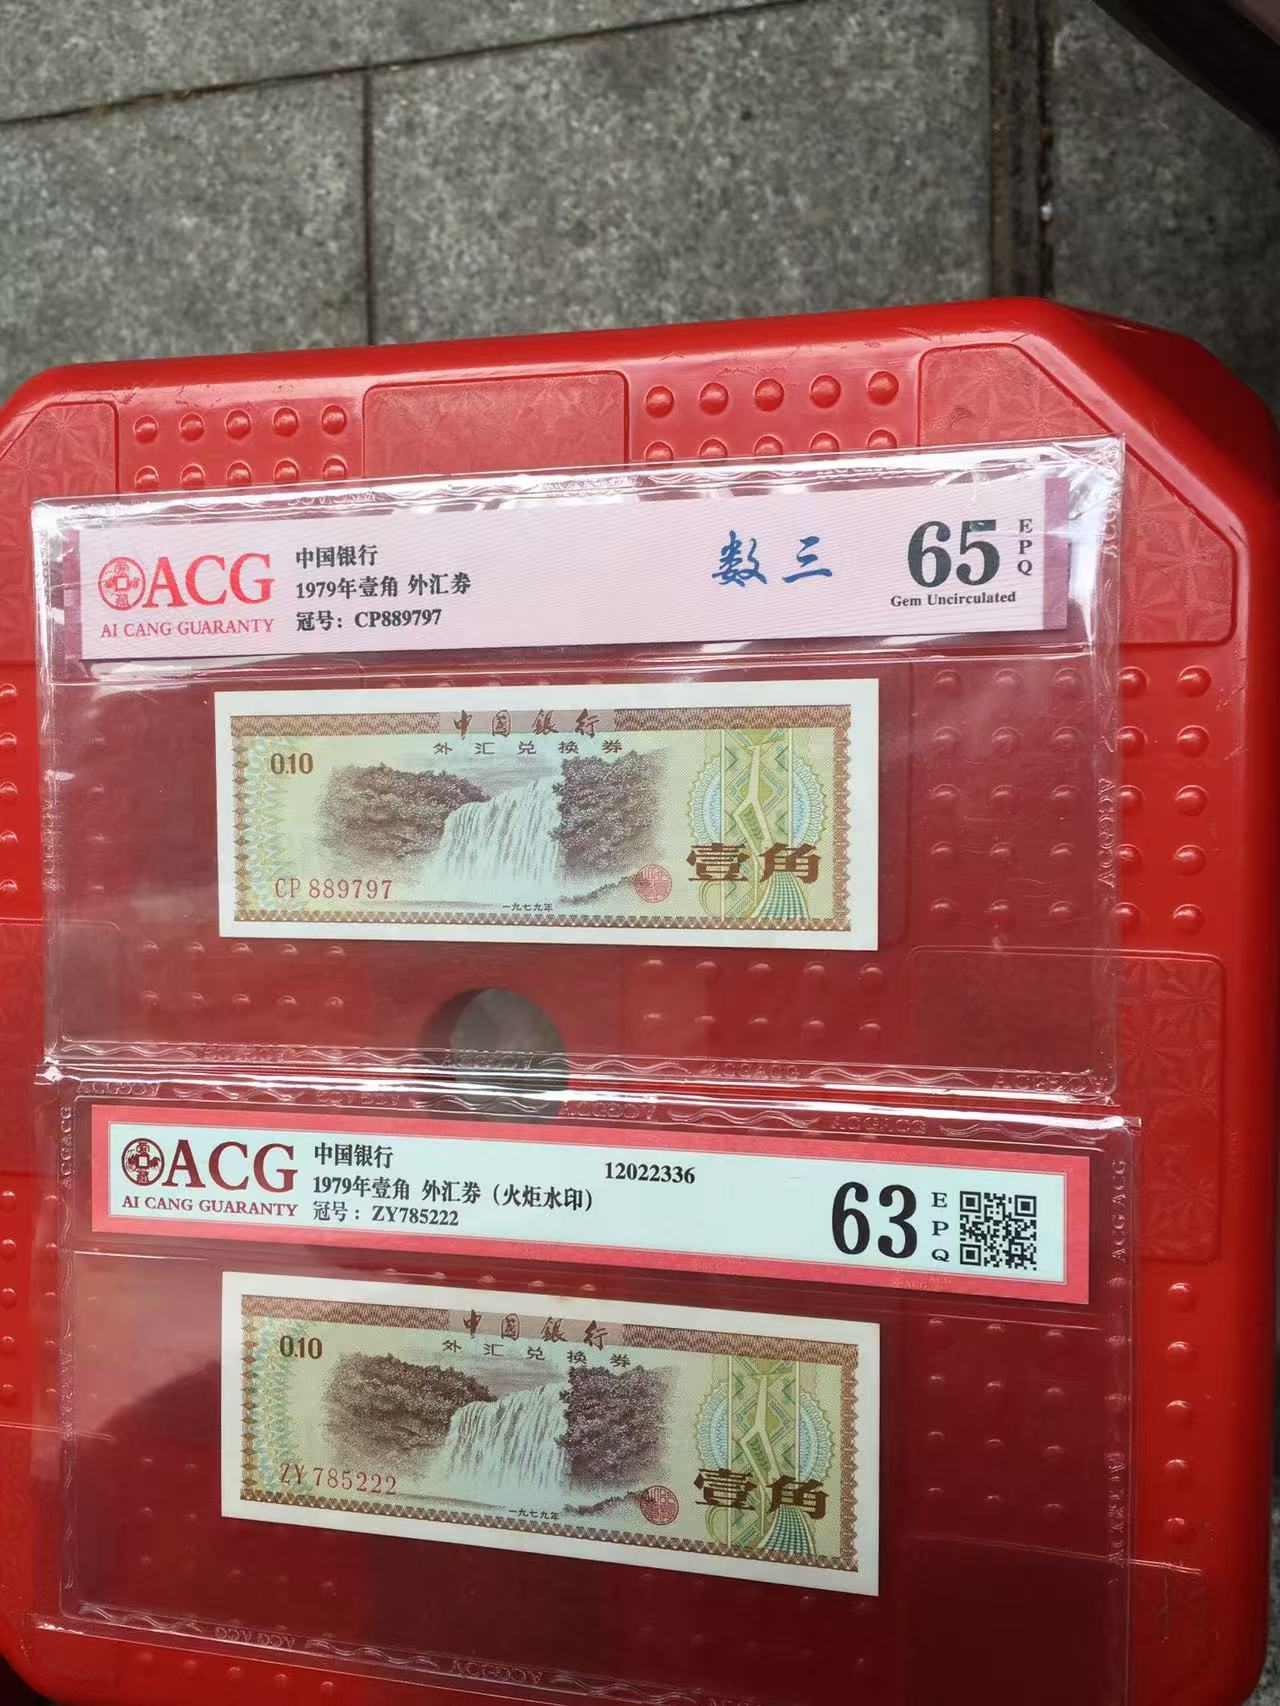 ACG
AI CANG GUARANTY
中国银行
1979年壹角 外汇券
冠号：CP889797
数三
65
EPQ
Gem Uncirculated
中国銀行
外汇兑换券
0.10
壹角
CP 889797
一九七九年
ACG
AI CANG GUARANTY
中国银行
1979年壹角 外汇券（火炬水印）
冠号：ZY785222
12022336
63
EPQ
中国銀行
外汇兑换券
0.10
壹角
ZY 785222
一九七九年